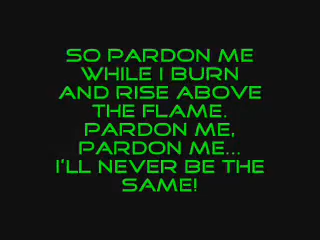 SO PARDON ME
WHILE I BURN
AND RISE ABOVE
THE FLAME.
PARDON ME,
PARDON ME...
I'LL NEVER BE THE
SAME!